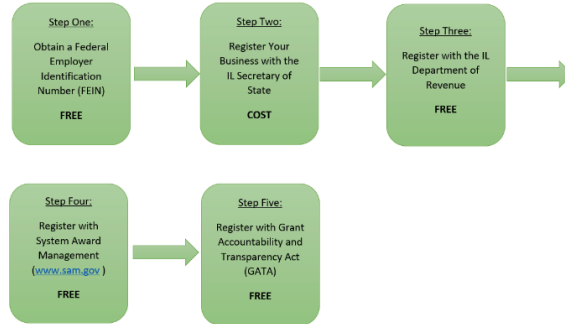 Step One:
Obtain a Federal
Employer
Identification
Number (FEIN)
FREE
Step Two:
Register Your
Business with the
IL Secretary of
State
COST
Step Three:
Register with the IL
Department of
Revenue
FREE
Step Four:
Register with
System Award
Management
(www.sam.gov )
FREE
Step Five:
Register with Grant
Accountability and
Transparency Act
(GATA)
FREE